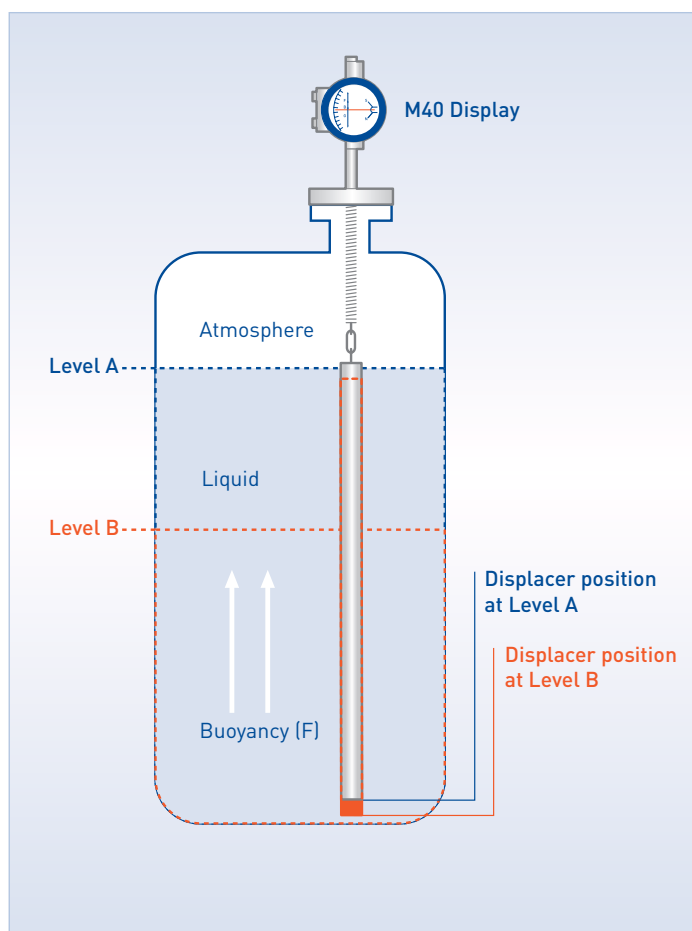 M40 Display
Atmosphere
Level A
Liquid
Level B
Displacer position
at Level A
Displacer position
at Level B
Buoyancy (F)